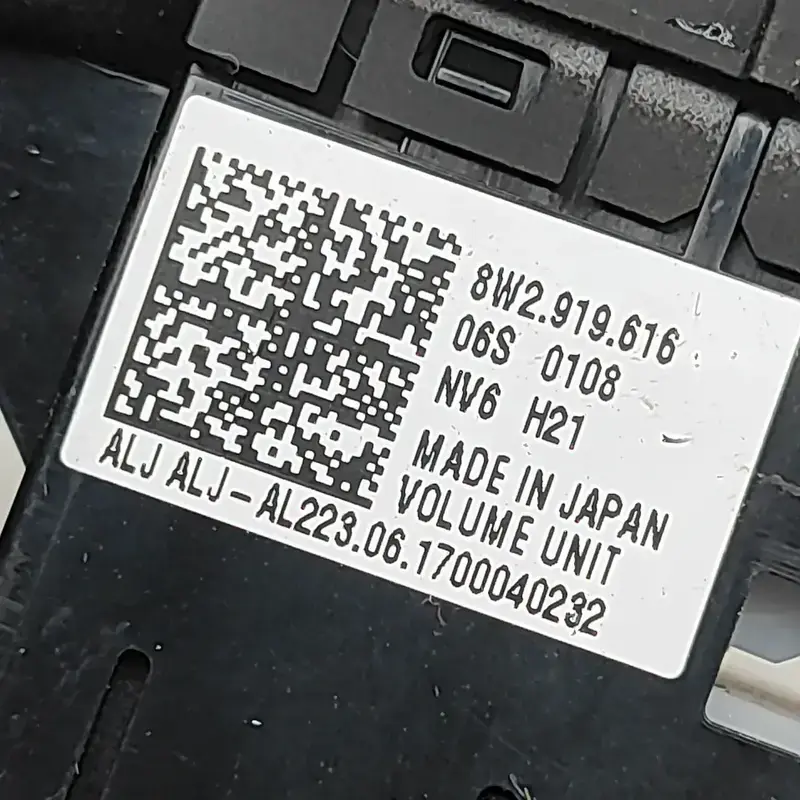 8W2.919.616
06S 0108
NV6 H21
MADE IN JAPAN
VOLUME UNIT
ALJ ALJ-AL223.06.1700040232